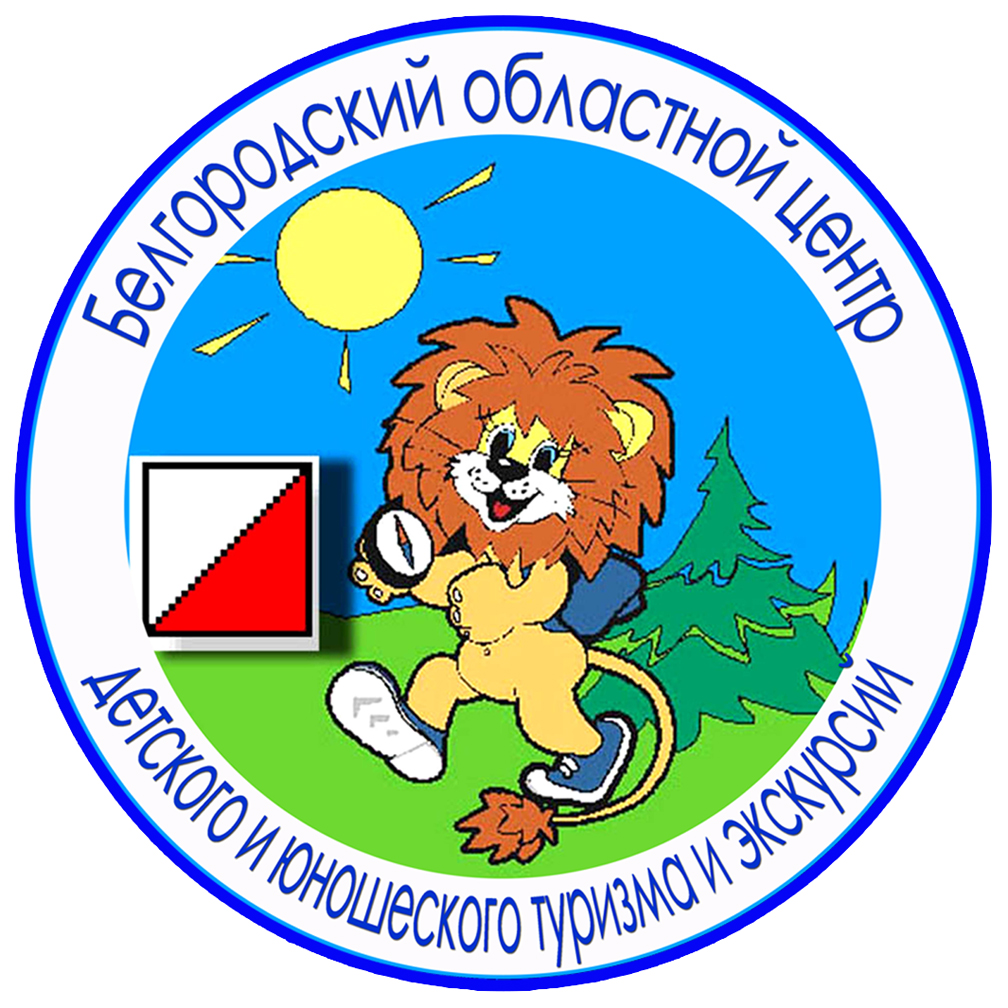 Белгородский областной центр
детского и юношеского туризма и экскурсий